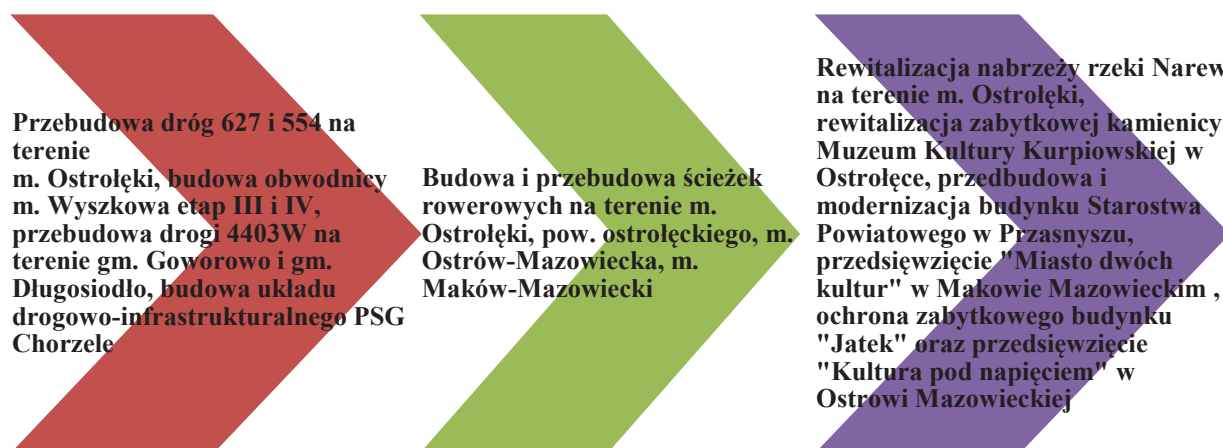 Przebudowa dróg 627 i 554 na
terenie
m. Ostrołęki, budowa obwodnicy
m. Wyszkowa etap III i IV,
przebudowa drogi 4403W na
terenie gm. Goworowo i gm.
Długosiodło, budowa układu
drogowo-infrastrukturalnego PSG
Chorzele
Budowa i przebudowa ścieżek
rowerowych na terenie m.
Ostrołęki, pow. ostrołęckiego, m.
Ostrów-Mazowiecka, m.
Maków-Mazowiecki
Rewitalizacja nabrzeży rzeki Narew
na terenie m. Ostrołęki,
rewitalizacja zabytkowej kamienicy
Muzeum Kultury Kurpiowskiej w
Ostrołęce, przedbudowa i
modernizacja budynku Starostwa
Powiatowego w Przasnyszu,
przedsięwzięcie "Miasto dwóch
kultur" w Makowie Mazowieckim ,
ochrona zabytkowego budynku
"Jatek" oraz przedsięwzięcie
"Kultura pod napięciem" w
Ostrowi Mazowieckiej